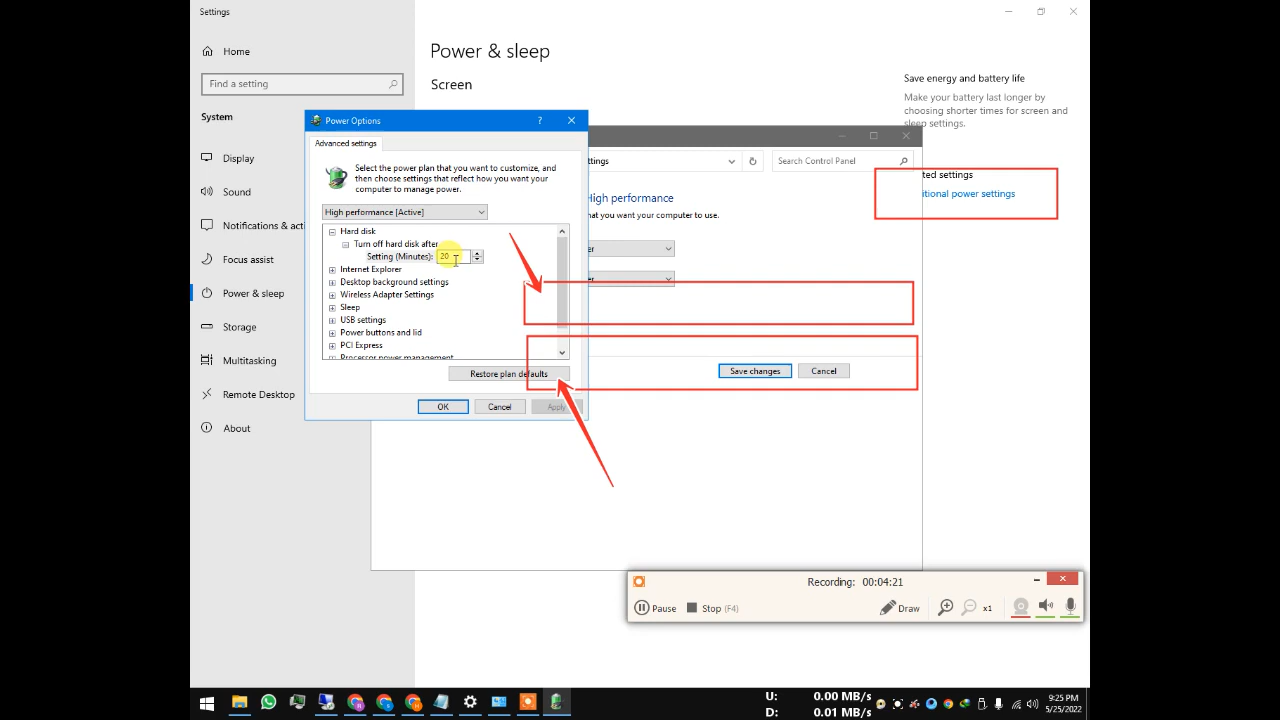 Settings
Home
Find a setting
System
Display
Sound
Notifications & acti
Focus assist
Power & sleep
Storage
Multitasking
Remote Desktop
About
Power & sleep
Screen
Save energy and battery life
Make your battery last longer by
choosing shorter times for screen and
sleep settings.
ted settings
itional power settings
ttings
Search Control Panel
High performance
hat you want your computer to use.
er
er
Save changes
Cancel
Power Options
?
Advanced settings
Select the power plan that you want to customize, and
then choose settings that reflect how you want your
computer to manage power.
High performance [Active]
Hard disk
Turn off hard disk after
Setting (Minutes): 20
Internet Explorer
Desktop background settings
Wireless Adapter Settings
Sleep
USB settings
Power buttons and lid
PCI Express
Processor power management
Restore plan defaults
OK
Cancel
Apply
Recording: 00:04:21
Pause
Stop (F4)
Draw
x1
U: 0.00 MB/s
D: 0.01 MB/s
9:25 PM
5/25/2022